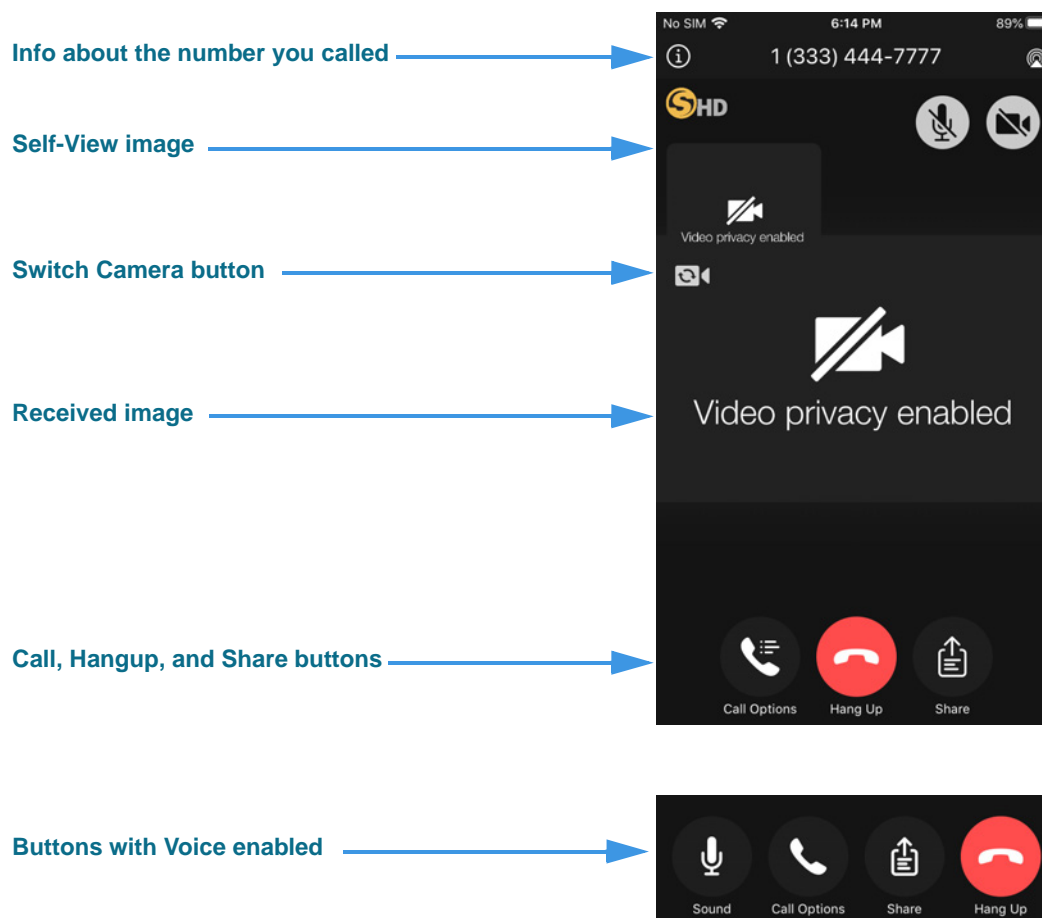 No SIM 6:14 PM 89%
Info about the number you called
1 (333) 444-7777
SHD
Self-View image
Video privacy enabled
Switch Camera button
Received image
Video privacy enabled
Call, Hangup, and Share buttons
Call Options Hang Up Share
Buttons with Voice enabled
Sound Call Options Share Hang Up